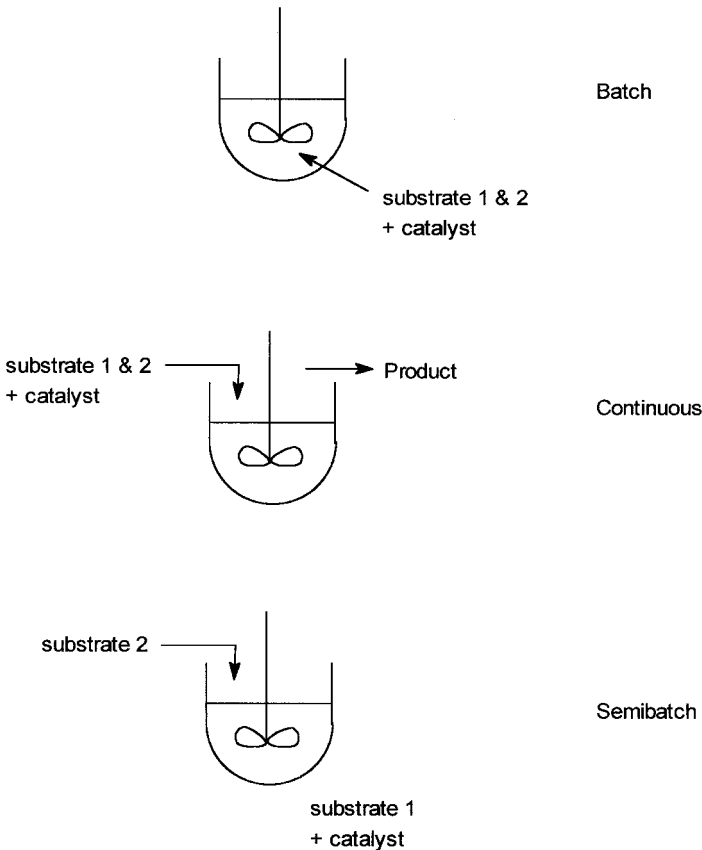 Batch
substrate 1 & 2
+ catalyst
substrate 1 & 2
+ catalyst
Product
Continuous
substrate 2
Semibatch
substrate 1
+ catalyst